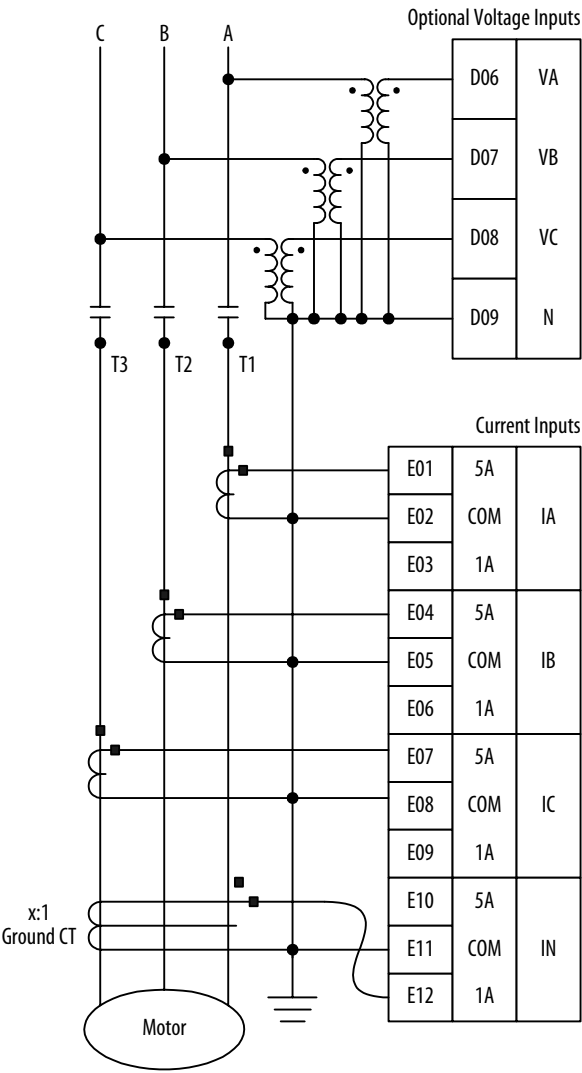 Optional Voltage Inputs
C B A
D06 VA
D07 VB
D08 VC
D09 N
T3 T2 T1
Current Inputs
E01 5A
E02 COM IA
E03 1A
E04 5A
E05 COM IB
E06 1A
E07 5A
E08 COM IC
E09 1A
E10 5A
x:1
Ground CT
E11 COM IN
E12 1A
Motor